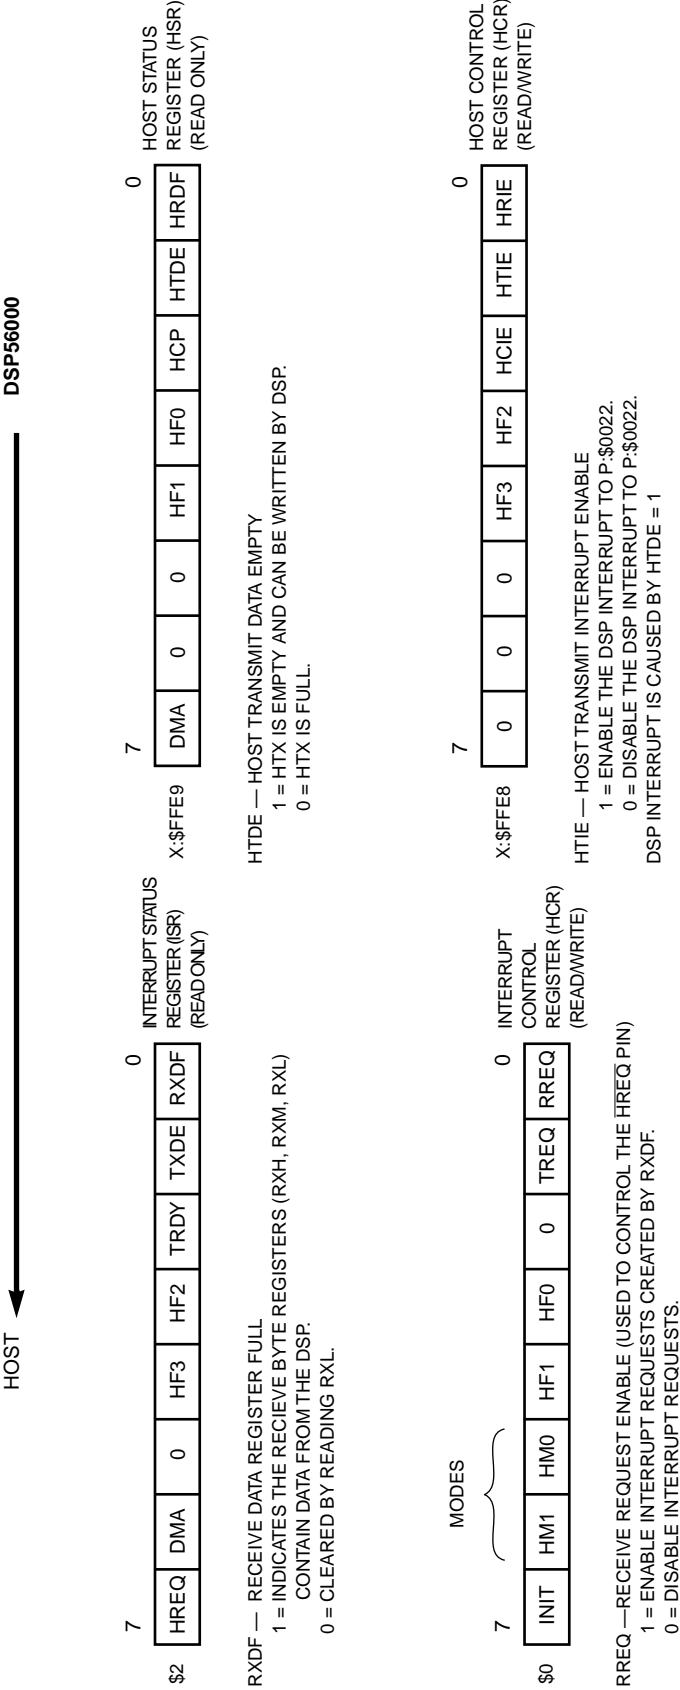 HOST
DSP56000
7 0
$2 HREQ DMA 0 HF3 HF2 TRDY TXDE RXDF
INTERRUPT STATUS
REGISTER (ISR)
(READ ONLY)
RXDF — RECEIVE DATA REGISTER FULL
1 = INDICATES THE RECIEVE BYTE REGISTERS (RXH, RXM, RXL)
CONTAIN DATA FROM THE DSP.
0 = CLEARED BY READING RXL.
7 0
X:$FFE9 DMA 0 0 HF1 HF0 HCP HTDE HRDF
HOST STATUS
REGISTER (HSR)
(READ ONLY)
HTDE — HOST TRANSMIT DATA EMPTY
1 = HTX IS EMPTY AND CAN BE WRITTEN BY DSP.
0 = HTX IS FULL.
MODES
7 0
$0 INIT HM1 HM0 HF1 HF0 0 TREQ RREQ
INTERRUPT
CONTROL
REGISTER (HCR)
(READ/WRITE)
RREQ —RECEIVE REQUEST ENABLE (USED TO CONTROL THE HREQ PIN)
1 = ENABLE INTERRUPT REQUESTS CREATED BY RXDF.
0 = DISABLE INTERRUPT REQUESTS.
7 0
X:$FFE8 0 0 0 HF3 HF2 HCIE HTIE HRIE
HOST CONTROL
REGISTER (HCR)
(READ/WRITE)
HTIE — HOST TRANSMIT INTERRUPT ENABLE
1 = ENABLE THE DSP INTERRUPT TO P:$0022.
0 = DISABLE THE DSP INTERRUPT TO P:$0022.
DSP INTERRUPT IS CAUSED BY HTDE = 1